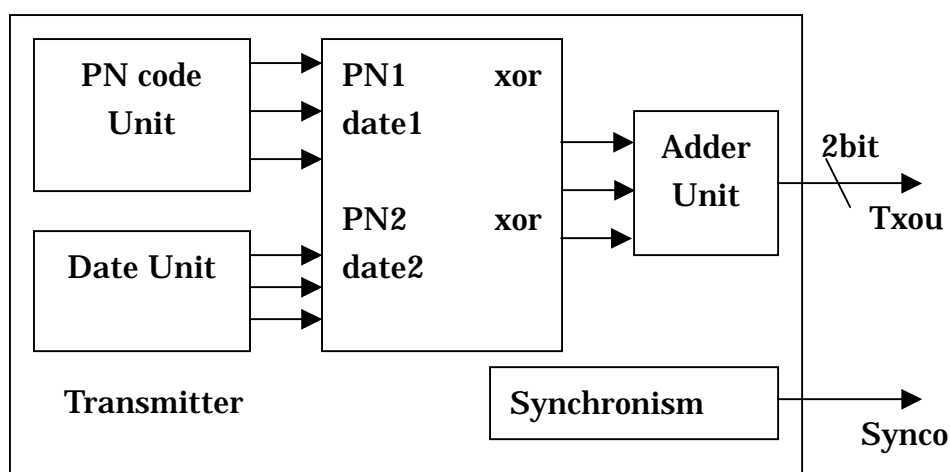 PN code
Unit
PN1 xor
date1
PN2 xor
date2
Date Unit
Adder
Unit
2bit
Txou
Transmitter
Synchronism
Synco